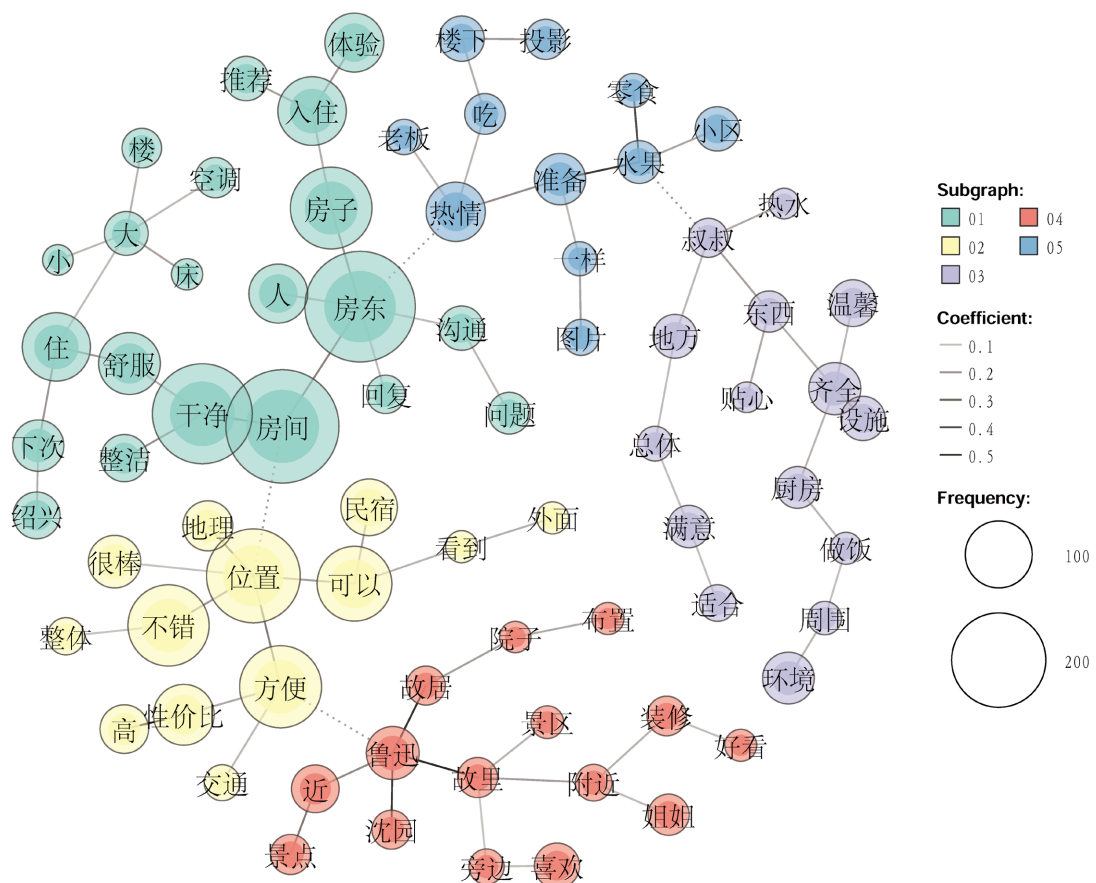 体验
推荐
入住
楼
空调
大
小
床
房子
人
房东
沟通
回复
问题
住
舒服
干净
房间
整洁
下次
绍兴
楼下
投影
吃
老板
热情
准备
零食
水果
小区
一样
图片
热水
叔叔
地方
东西
温馨
贴心
齐全
设施
总体
厨房
满意
做饭
适合
周围
环境
地理
民宿
很棒
位置
可以
看到
外面
不错
整体
方便
高
性价比
交通
布置
院子
故居
鲁迅
景区
装修
好看
近
故里
附近
沈园
姐姐
景点
旁边
喜欢
Subgraph:
01
04
02
05
03
Coefficient:
0.1
0.2
0.3
0.4
0.5
Frequency:
100
200